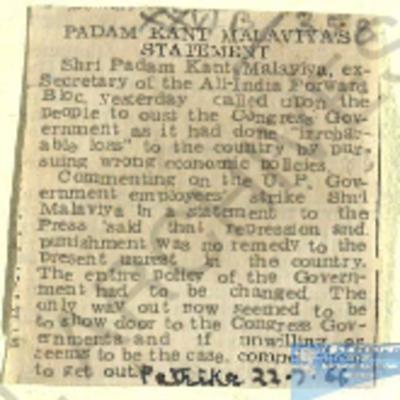 XXVIB/358
PADAM KANT MALAVIYA'S
STATEMENT
Shri Padam Kant Malaviya, ex-
Secretary of the All-India Forward
Bloc, yesterday called upon the
people to oust the Congress Gov-
ernment as it had done "irrepar-
able loss" to the country by pur-
suing wrong economic policies.
Commenting on the U. P. Gov-
ernment employees' strike Shri
Malaviya in a statement to the
Press said that repression and
punishment was no remedy to the
present unrest in the country.
The entire policy of the Govern-
ment had to be changed. The
only way out now seemed to be
to show door to the Congress Gov-
ernments and if unwilling as
seems to be the case, compel
to get out.
Patrika 22-